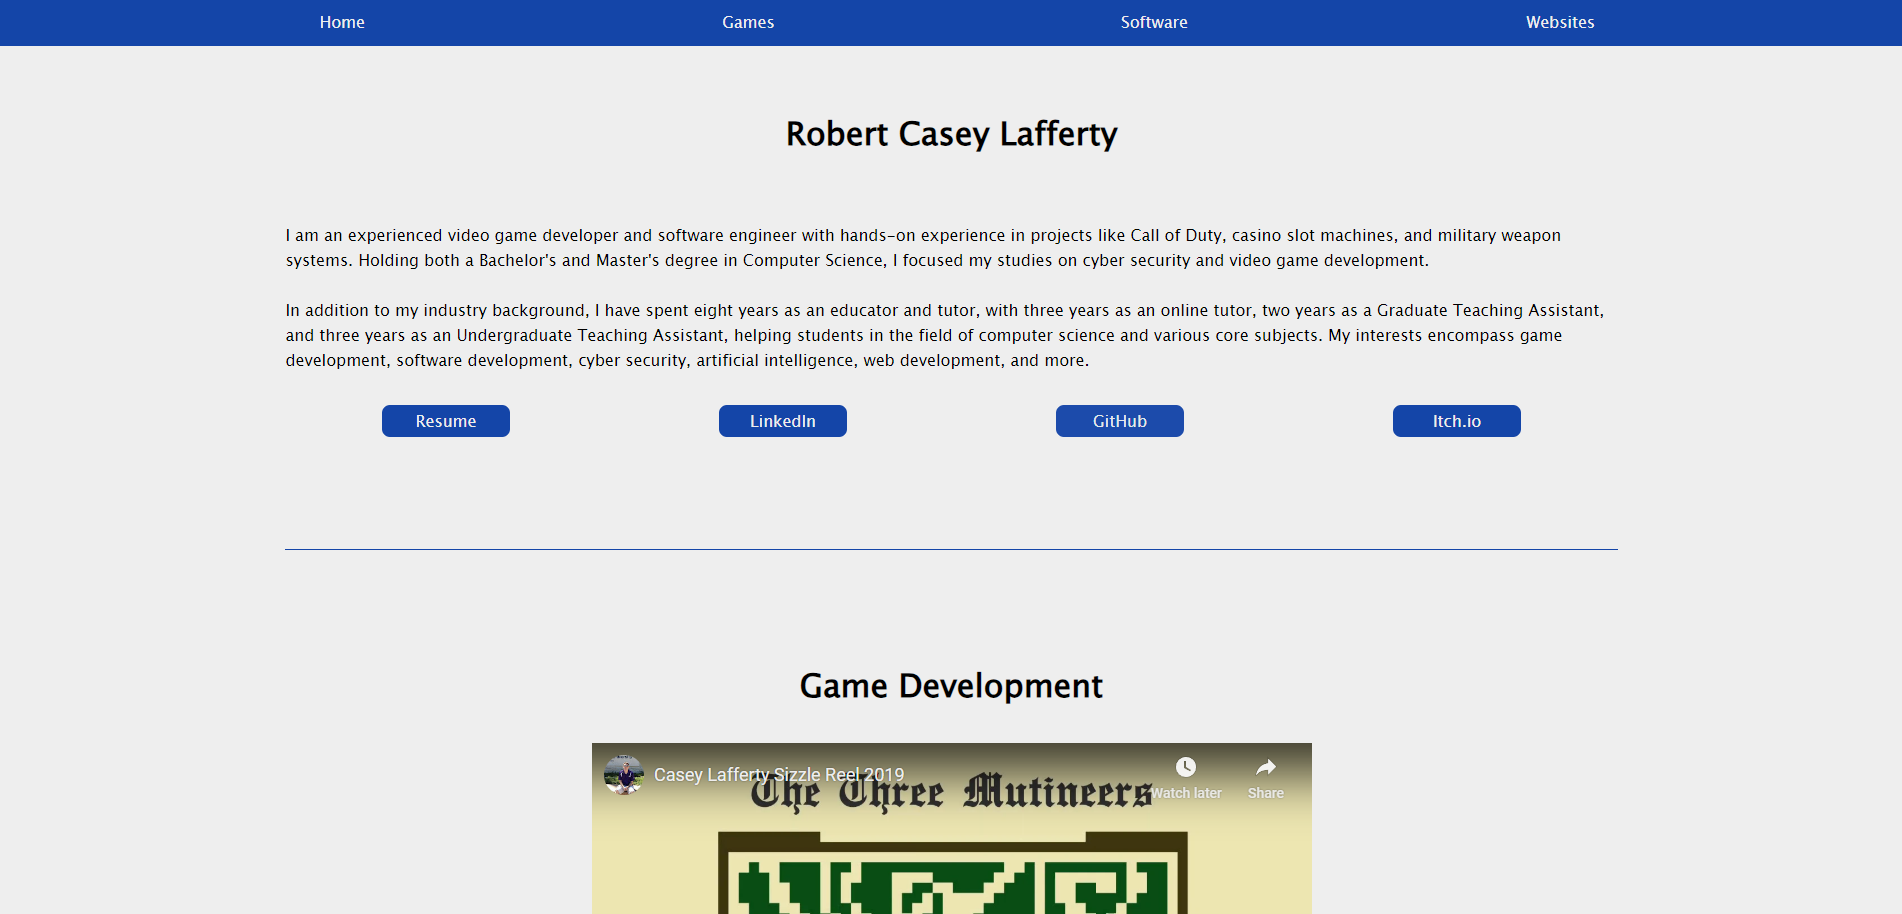 Home Games Software Websites
Robert Casey Lafferty
I am an experienced video game developer and software engineer with hands-on experience in projects like Call of Duty, casino slot machines, and military weapon
systems. Holding both a Bachelor's and Master's degree in Computer Science, I focused my studies on cyber security and video game development.
In addition to my industry background, I have spent eight years as an educator and tutor, with three years as an online tutor, two years as a Graduate Teaching Assistant,
and three years as an Undergraduate Teaching Assistant, helping students in the field of computer science and various core subjects. My interests encompass game
development, software development, cyber security, artificial intelligence, web development, and more.
Resume LinkedIn GitHub Itch.io
Game Development
Casey Lafferty Sizzle Reel 2019
The Three Mutineers
Watch later Share